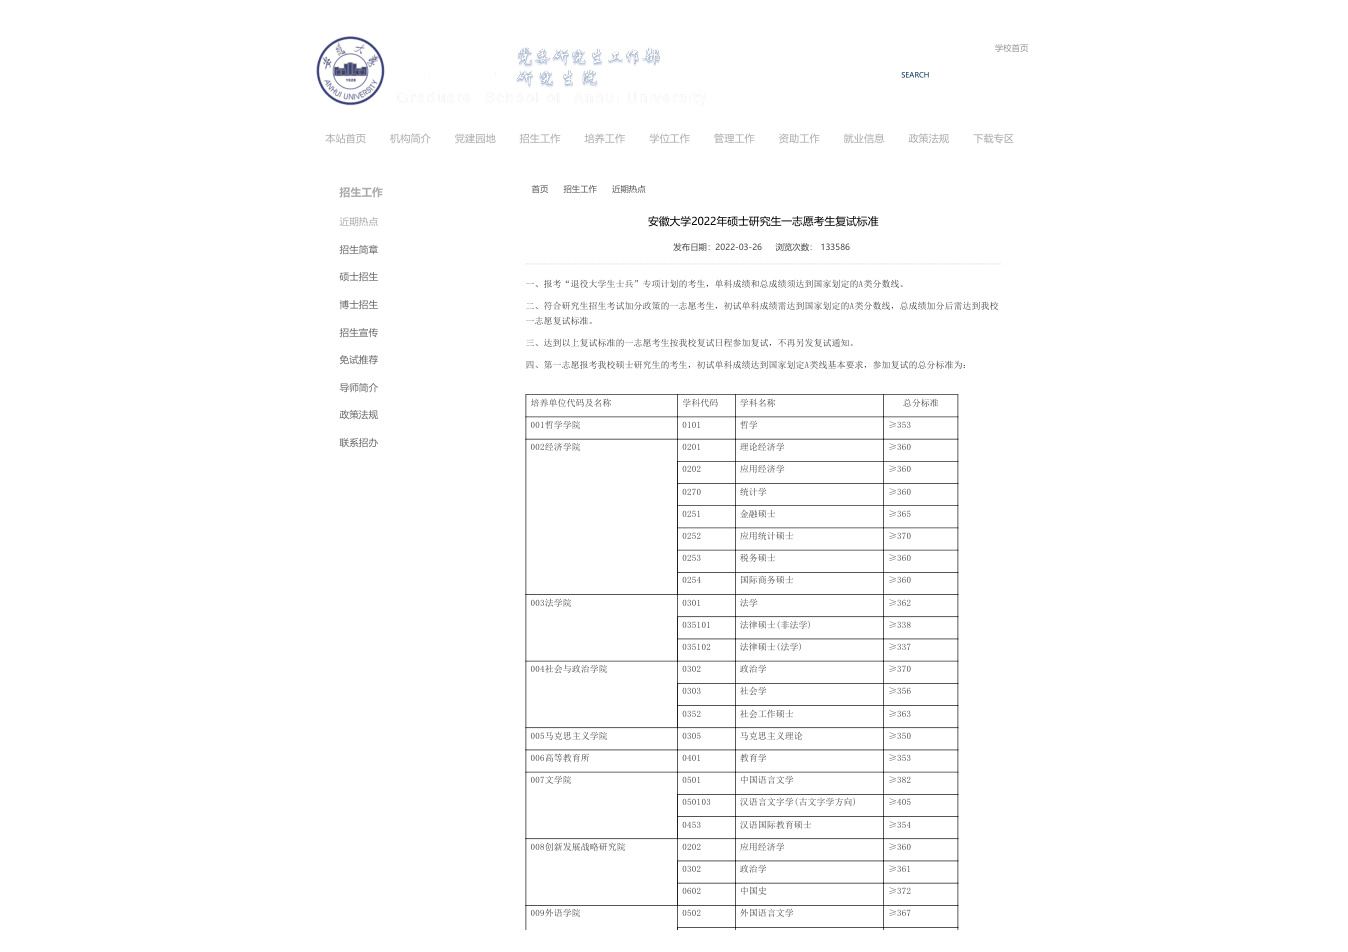 安徽大学
ANHUI UNIVERSITY
1928
党委研究生工作部
研究生院
Graduate School of Anhui University
学校首页
SEARCH
本站首页 机构简介 党建园地 招生工作 培养工作 学位工作 管理工作 资助工作 就业信息 政策法规 下载专区
招生工作
近期热点
招生简章
硕士招生
博士招生
招生宣传
免试推荐
导师简介
政策法规
联系招办
首页 招生工作 近期热点
安徽大学2022年硕士研究生一志愿考生复试标准
发布日期：2022-03-26 浏览次数： 133586
一、报考“退役大学生士兵”专项计划的考生，单科成绩和总成绩须达到国家划定的A类分数线。
二、符合研究生招生考试加分政策的一志愿考生，初试单科成绩需达到国家划定的A类分数线，总成绩加分后需达到我校
一志愿复试标准。
三、达到以上复试标准的一志愿考生按我校复试日程参加复试，不再另发复试通知。
四、第一志愿报考我校硕士研究生的考生，初试单科成绩达到国家划定A类线基本要求，参加复试的总分标准为：
培养单位代码及名称 学科代码 学科名称 总分标准
001哲学学院 0101 哲学 ≥353
002经济学院 0201 理论经济学 ≥360
0202 应用经济学 ≥360
0270 统计学 ≥360
0251 金融硕士 ≥365
0252 应用统计硕士 ≥370
0253 税务硕士 ≥360
0254 国际商务硕士 ≥360
003法学院 0301 法学 ≥362
035101 法律硕士(非法学) ≥338
035102 法律硕士(法学) ≥337
004社会与政治学院 0302 政治学 ≥370
0303 社会学 ≥356
0352 社会工作硕士 ≥363
005马克思主义学院 0305 马克思主义理论 ≥350
006高等教育所 0401 教育学 ≥353
007文学院 0501 中国语言文学 ≥382
050103 汉语言文字学(古文字学方向) ≥405
0453 汉语国际教育硕士 ≥354
008创新发展战略研究院 0202 应用经济学 ≥360
0302 政治学 ≥361
0602 中国史 ≥372
009外语学院 0502 外国语言文学 ≥367